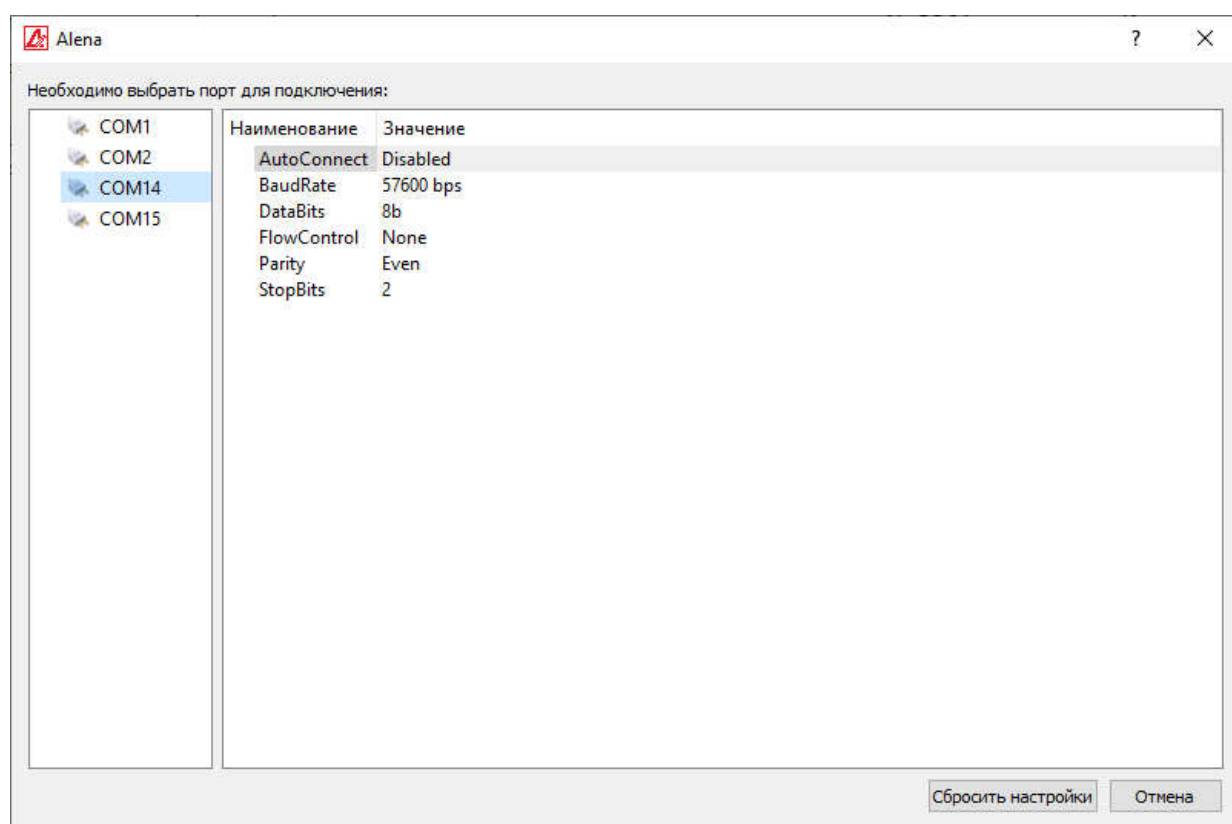 Alena
?
Необходимо выбрать порт для подключения:
COM1
COM2
COM14
COM15
Наименование Значение
AutoConnect Disabled
BaudRate 57600 bps
DataBits 8b
FlowControl None
Parity Even
StopBits 2
Сбросить настройки Отмена